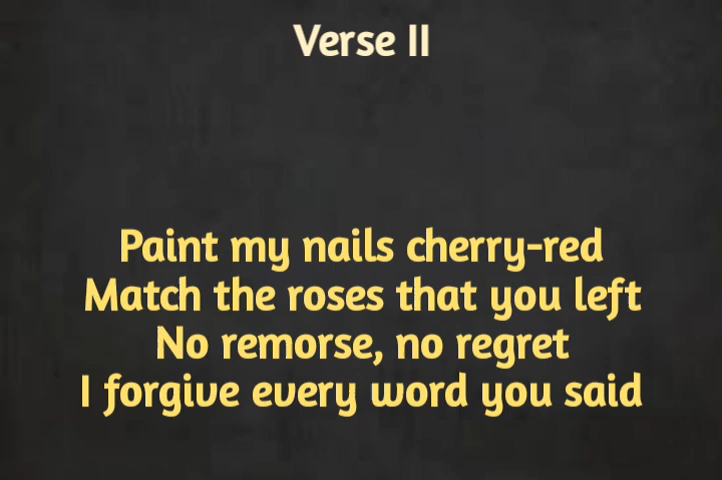 Verse II
Paint my nails cherry-red
Match the roses that you left
No remorse, no regret
I forgive every word you said